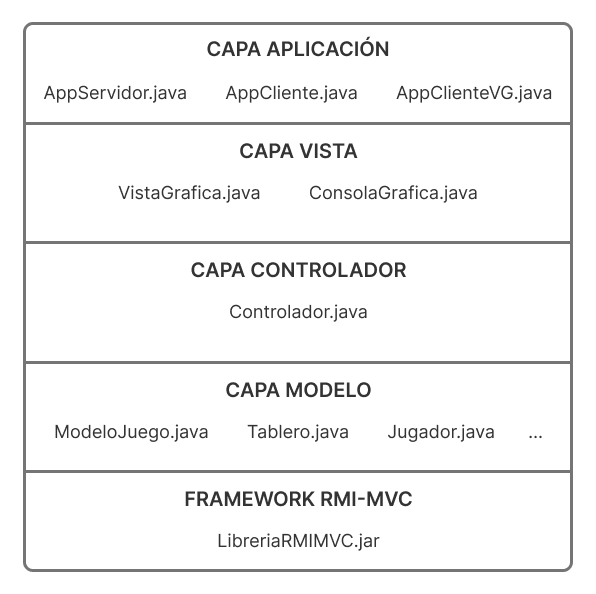 CAPA APLICACIÓN
AppServidor.java AppCliente.java AppClienteVG.java
CAPA VISTA
VistaGrafica.java ConsolaGrafica.java
CAPA CONTROLADOR
Controlador.java
CAPA MODELO
ModeloJuego.java Tablero.java Jugador.java ...
FRAMEWORK RMI-MVC
LibreriaRMIMVC.jar